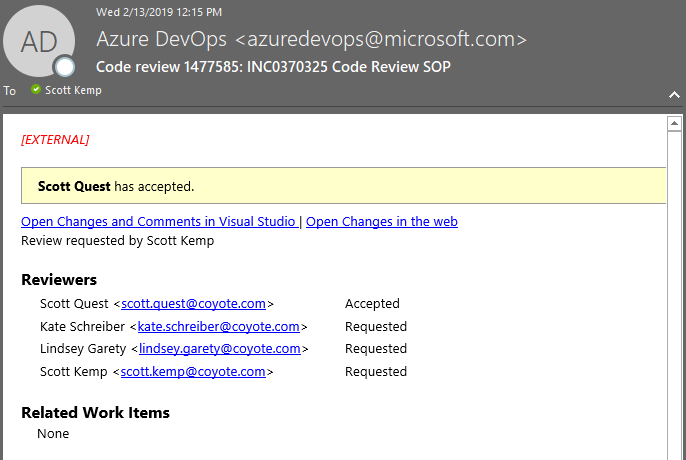 Wed 2/13/2019 12:15 PM
AD
Azure DevOps <azuredevops@microsoft.com>
Code review 1477585: INC0370325 Code Review SOP
To Scott Kemp
[EXTERNAL]
Scott Quest has accepted.
Open Changes and Comments in Visual Studio | Open Changes in the web
Review requested by Scott Kemp
Reviewers
Scott Quest <scott.quest@coyote.com> Accepted
Kate Schreiber <kate.schreiber@coyote.com> Requested
Lindsey Garety <lindsey.garety@coyote.com> Requested
Scott Kemp <scott.kemp@coyote.com> Requested
Related Work Items
None